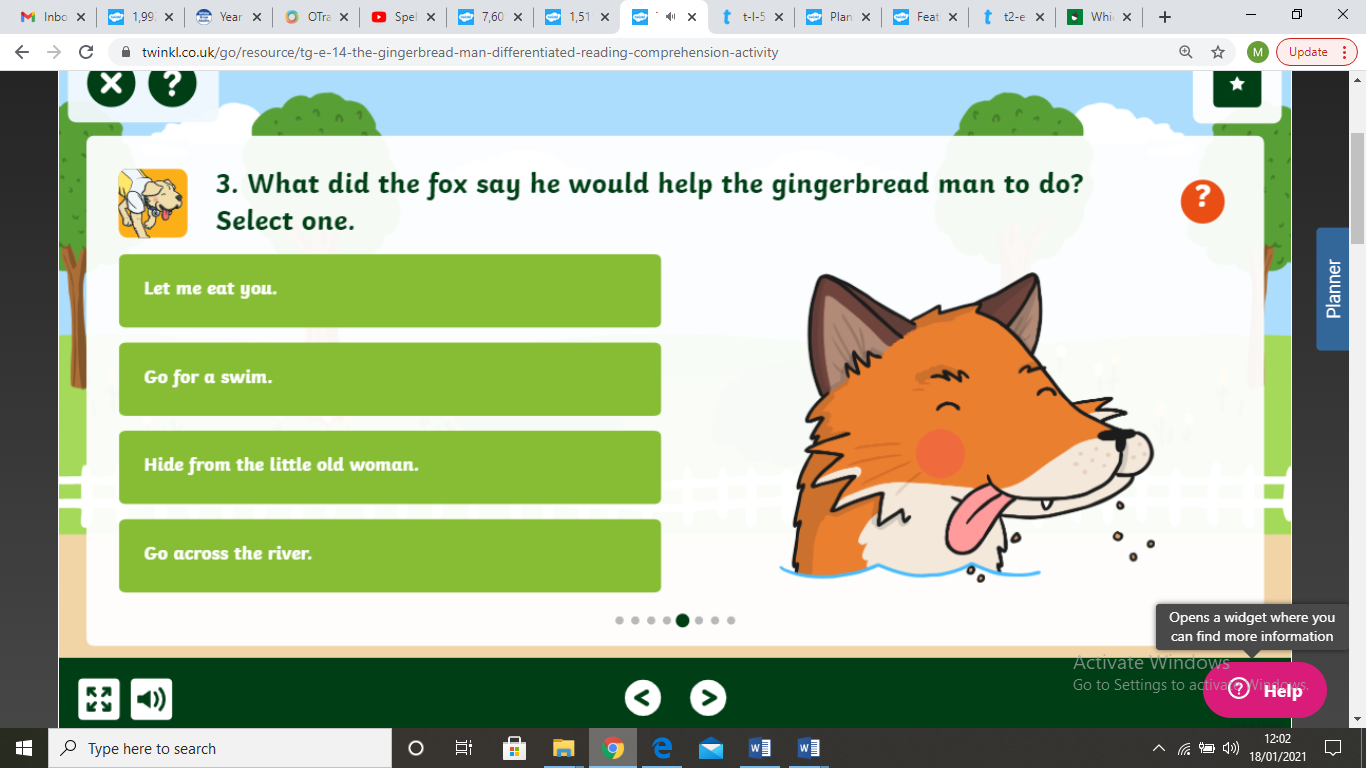 Inbo
1,99
Year
OTra
Spel
7,60
1,51
t-l-5
Plan
Feat
t2-e
Whi
twinkl.co.uk/go/resource/tg-e-14-the-gingerbread-man-differentiated-reading-comprehension-activity
M
Update
3. What did the fox say he would help the gingerbread man to do?
Select one.
?
?
Let me eat you.
Go for a swim.
Hide from the little old woman.
Go across the river.
Planner
Opens a widget where you
can find more information
Activate Windows
Go to Settings to activate Windows.
Help
Type here to search
12:02
18/01/2021